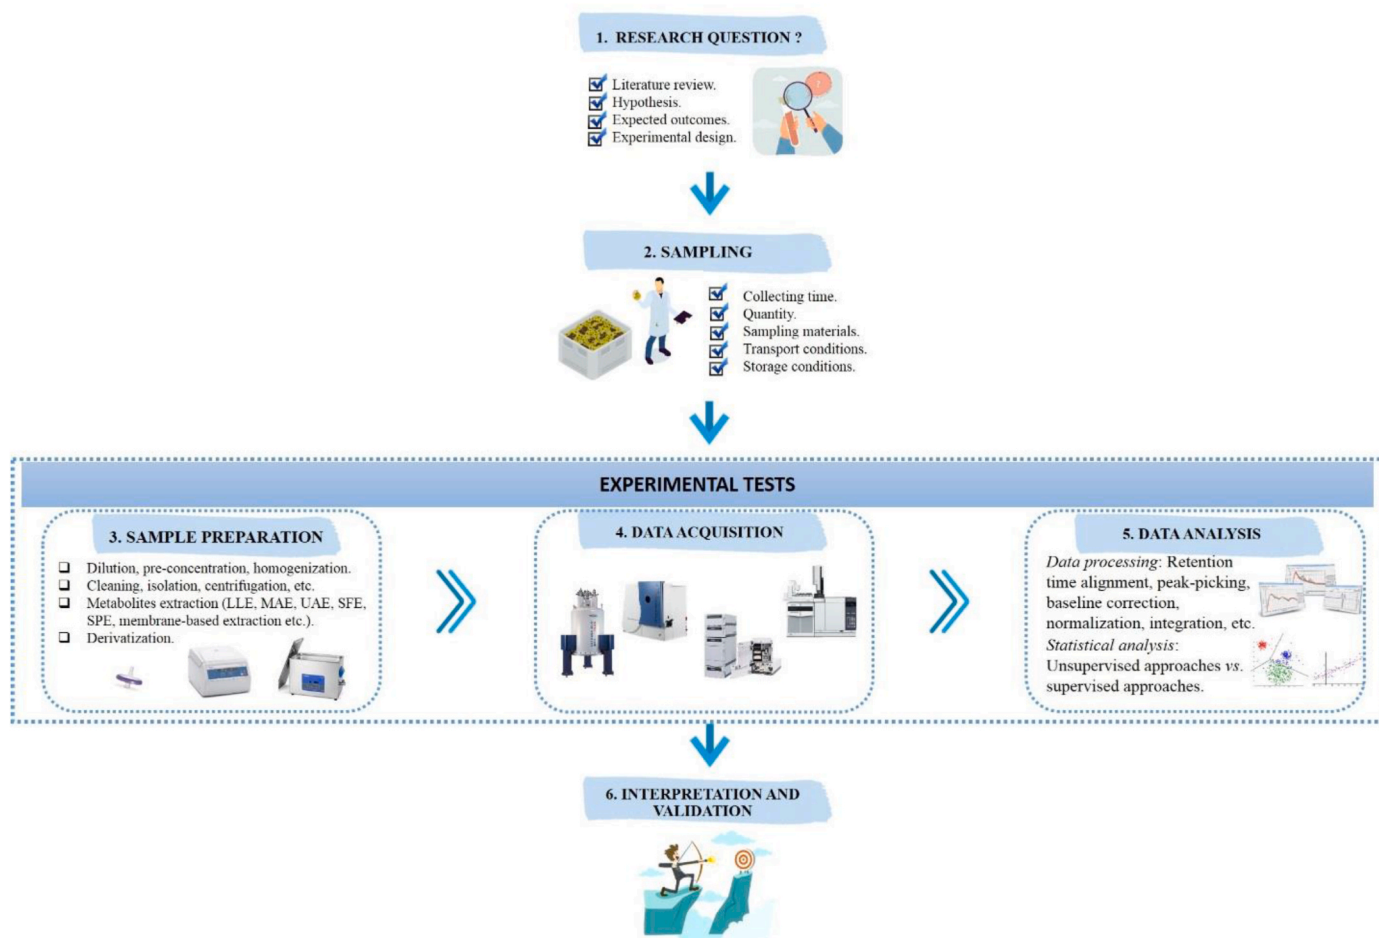 1. RESEARCH QUESTION ?
Literature review.
Hypothesis.
Expected outcomes.
Experimental design.
2. SAMPLING
Collecting time.
Quantity.
Sampling materials.
Transport conditions.
Storage conditions.
EXPERIMENTAL TESTS
3. SAMPLE PREPARATION
Dilution, pre-concentration, homogenization.
Cleaning, isolation, centrifugation, etc.
Metabolites extraction (LLE, MAE, UAE, SFE,
SPE, membrane-based extraction etc.).
Derivatization.
4. DATA ACQUISITION
5. DATA ANALYSIS
Data processing: Retention
time alignment, peak-picking,
baseline correction,
normalization, integration, etc.
Statistical analysis:
Unsupervised approaches vs.
supervised approaches.
6. INTERPRETATION AND
VALIDATION